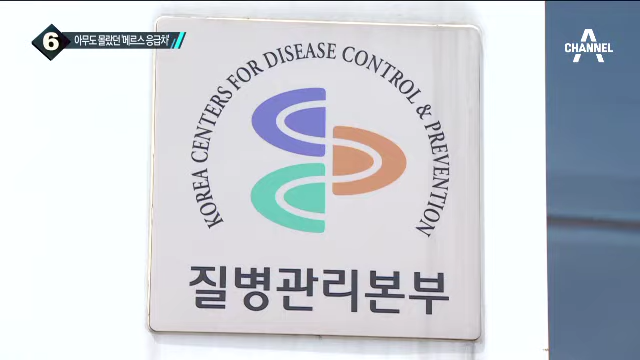 6
아무도 몰랐던 '메르스 응급차'
CHANNEL A
KOREA CENTERS FOR DISEASE CONTROL & PREVENTION
질병관리본부